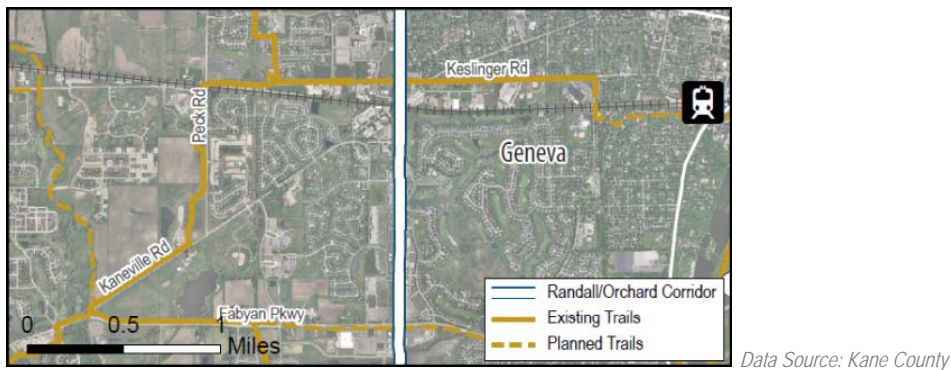 Keslinger Rd
Peck Rd
Geneva
Kaneville Rd
Fabyan Pkwy
0 0.5 1
Miles
Randall/Orchard Corridor
Existing Trails
Planned Trails
Data Source: Kane County